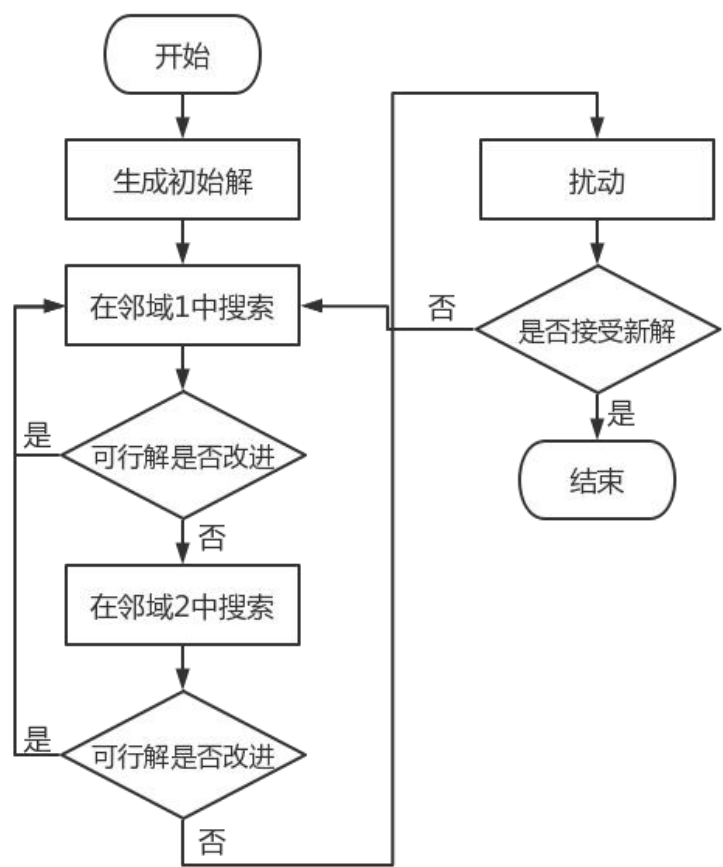 开始
生成初始解
在邻域1中搜索
是
可行解是否改进
否
在邻域2中搜索
是
可行解是否改进
否
扰动
否
是否接受新解
是
结束